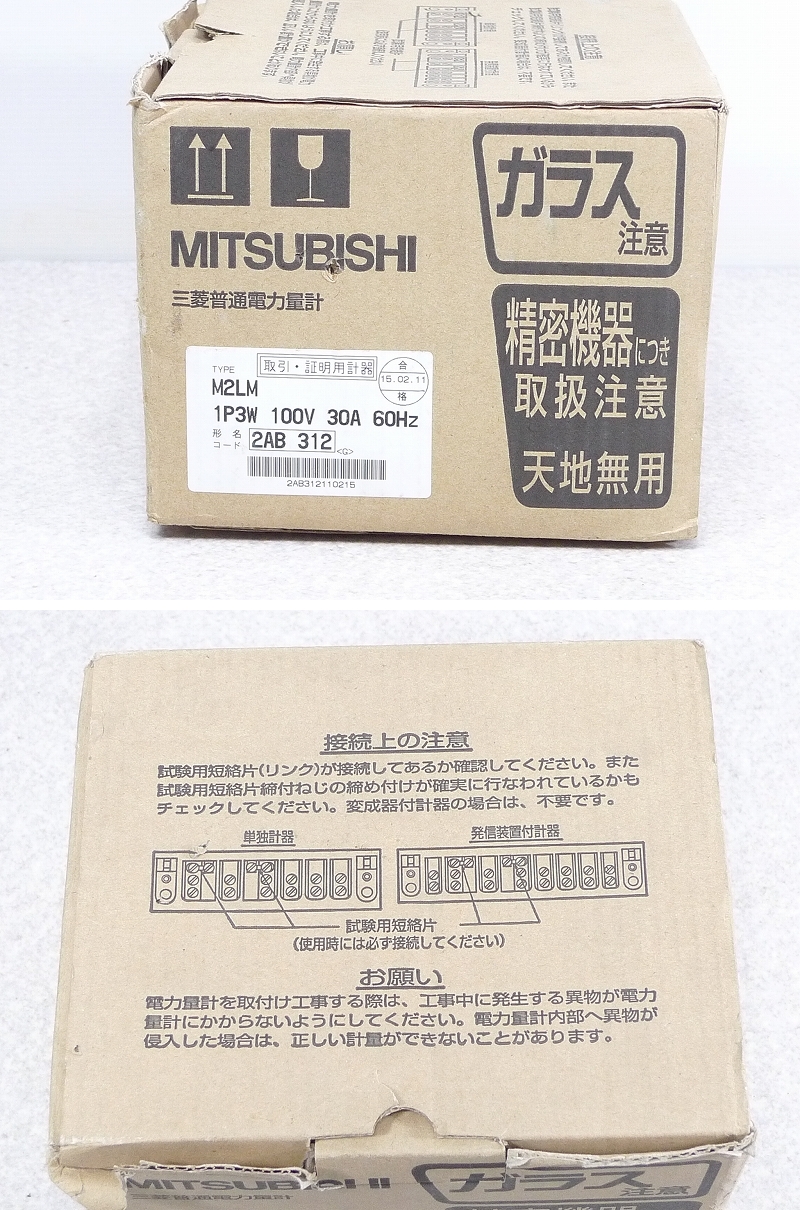 ガラス
注意
MITSUBISHI
三菱普通電力量計
精密機器につき
取扱注意
天地無用
TYPE
取引・証明用計器
合
15.02.11
格
M2LM
1P3W 100V 30A 60Hz
形 名
コード
2AB 312
<G>
2AB312110215
接続上の注意
試験用短絡片(リンク)が接続してあるか確認してください。また
試験用短絡片締付ねじの締め付けが確実に行なわれているかも
チェックしてください。変成器付計器の場合は、不要です。
単独計器
発信装置付計器
試験用短絡片
(使用時には必ず接続してください)
お願い
電力量計を取付け工事する際は、工事中に発生する異物が電力
量計にかからないようにしてください。電力量計内部へ異物が
侵入した場合は、正しい計量ができないことがあります。
MITSUBISHI
三菱普通電力量計
ガラス
注意